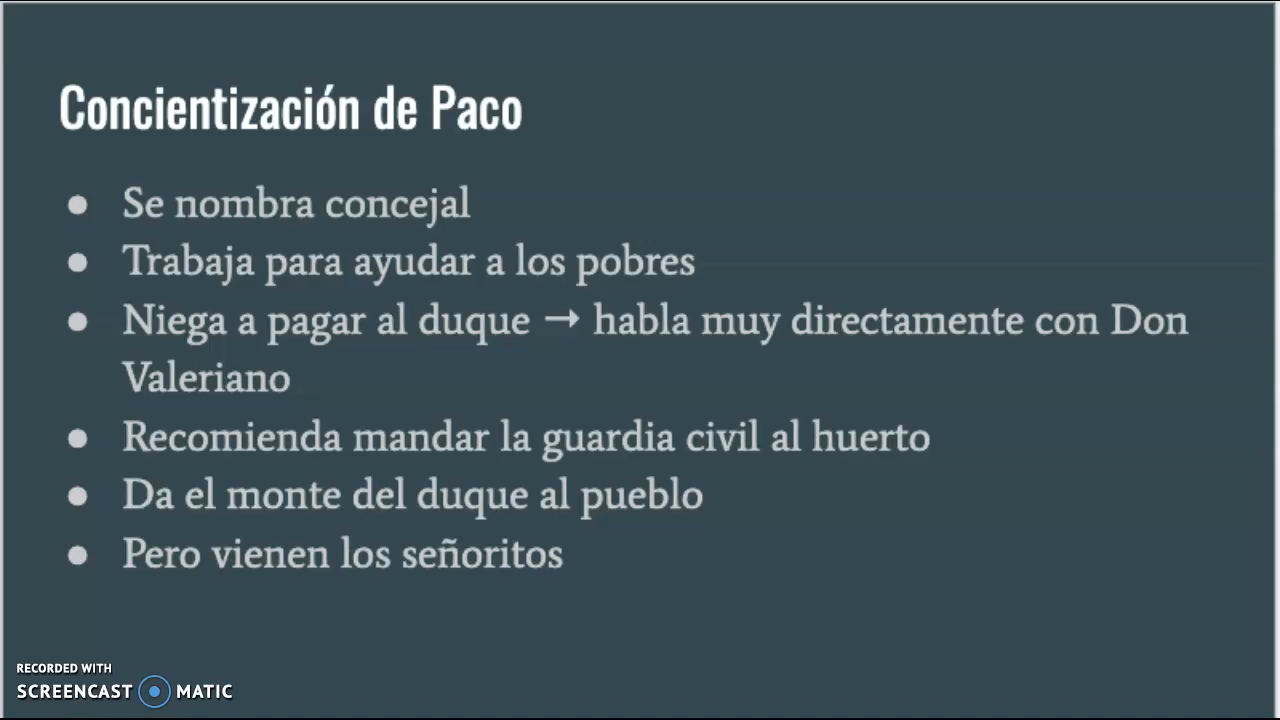 Concientización de Paco
● Se nombra concejal
● Trabaja para ayudar a los pobres
● Niega a pagar al duque → habla muy directamente con Don
Valeriano
● Recomienda mandar la guardia civil al huerto
● Da el monte del duque al pueblo
● Pero vienen los señoritos
RECORDED WITH
SCREENCAST MATIC